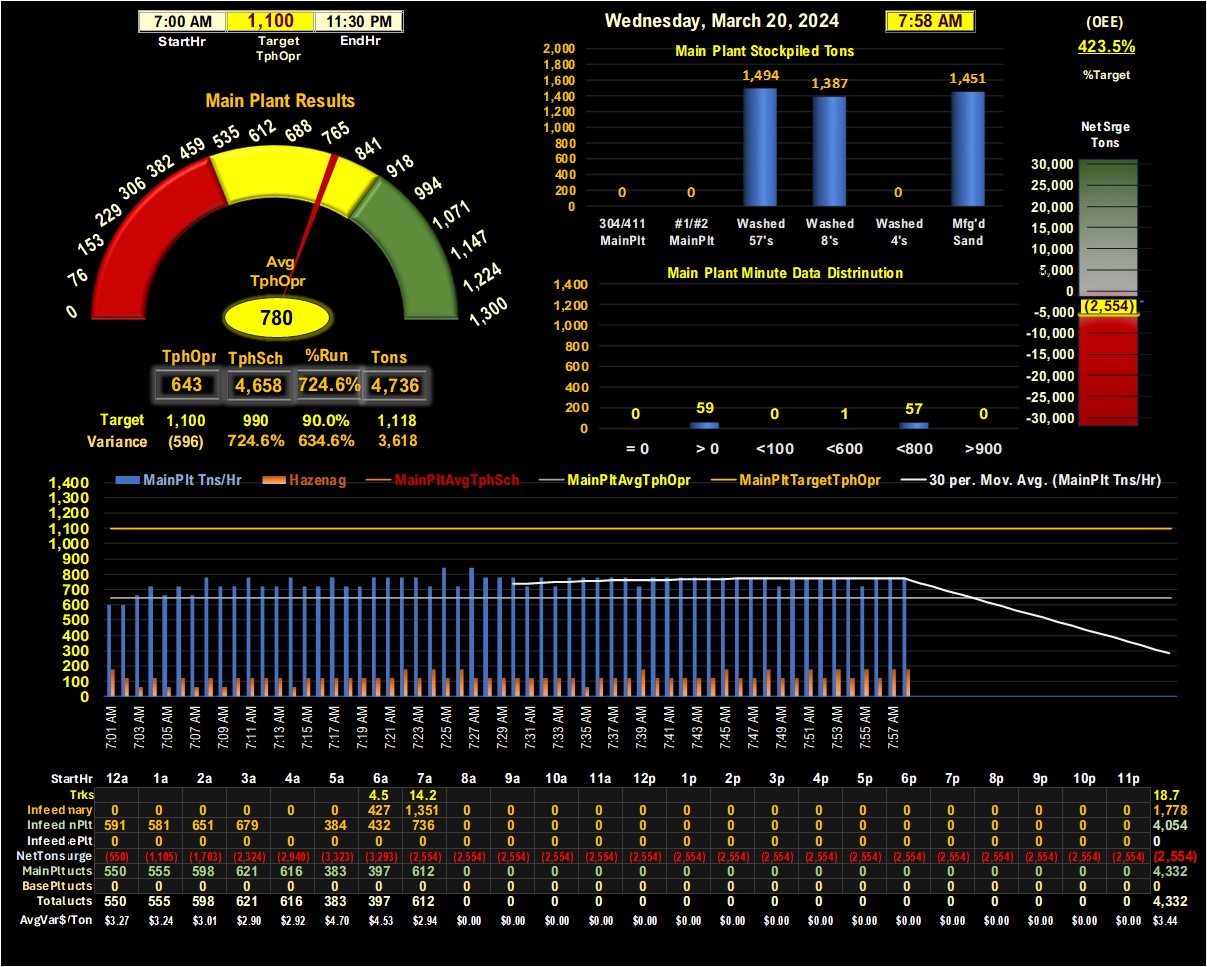 7:00 AM 1,100 11:30 PM
StartHr Target TphOpr EndHr
Wednesday, March 20, 2024 7:58 AM
(OEE)
423.5%
%Target
Main Plant Results
0 76 153 229 306 382 459 535 612 688 765 841 918 994 1,071 1,147 1,224 1,300
Avg
TphOpr
780
TphOpr TphSch %Run Tons
643 4,658 724.6% 4,736
Target 1,100 990 90.0% 1,118
Variance (596) 724.6% 634.6% 3,618
Main Plant Stockpiled Tons
2,000
1,800
1,600
1,400
1,200
1,000
800
600
400
200
0
0 0 1,494 1,387 0 1,451
304/411 #1/#2 Washed Washed Washed Mfg'd
MainPlt MainPlt 57's 8's 4's Sand
Main Plant Minute Data Distrinution
1,400
1,200
1,000
800
600
400
200
0
0 59 0 1 57 0
= 0 > 0 <100 <600 <800 >900
Net Srge
Tons
30,000
25,000
20,000
15,000
10,000
5,000
0
-5,000
-10,000
-15,000
-20,000
-25,000
-30,000
(2,554)
MainPlt Tns/Hr Hazenag MainPltAvgTphSch MainPltAvgTphOpr MainPltTargetTphOpr 30 per. Mov. Avg. (MainPlt Tns/Hr)
1,400
1,300
1,200
1,100
1,000
900
800
700
600
500
400
300
200
100
0
7:01 AM 7:03 AM 7:05 AM 7:07 AM 7:09 AM 7:11 AM 7:13 AM 7:15 AM 7:17 AM 7:19 AM 7:21 AM 7:23 AM 7:25 AM 7:27 AM 7:29 AM 7:31 AM 7:33 AM 7:35 AM 7:37 AM 7:39 AM 7:41 AM 7:43 AM 7:45 AM 7:47 AM 7:49 AM 7:51 AM 7:53 AM 7:55 AM 7:57 AM
StartHr 12a 1a 2a 3a 4a 5a 6a 7a 8a 9a 10a 11a 12p 1p 2p 3p 4p 5p 6p 7p 8p 9p 10p 11p
Trks 4.5 14.2 18.7
Infeed nary 0 0 0 0 0 0 427 1,351 0 0 0 0 0 0 0 0 0 0 0 0 0 0 0 0 1,778
Infeed nPlt 591 581 651 679 384 432 736 0 0 0 0 0 0 0 0 0 0 0 0 0 0 0 0 4,054
Infeed ePlt 0 0 0 0 0 0 0 0 0 0 0 0 0 0 0 0 0 0 0 0 0 0 0 0
NetTons urge (550) (1,105) (1,703) (2,324) (2,940) (3,323) (3,293) (2,554) (2,554) (2,554) (2,554) (2,554) (2,554) (2,554) (2,554) (2,554) (2,554) (2,554) (2,554) (2,554) (2,554) (2,554) (2,554) (2,554) (2,554)
MainPlt ucts 550 555 598 621 616 383 397 612 0 0 0 0 0 0 0 0 0 0 0 0 0 0 0 0 4,332
BasePlt ucts 0 0 0 0 0 0 0 0 0 0 0 0 0 0 0 0 0 0 0 0 0 0 0 0 0
Total ucts 550 555 598 621 616 383 397 612 0 0 0 0 0 0 0 0 0 0 0 0 0 0 0 0 4,332
AvgVar$/Ton $3.27 $3.24 $3.01 $2.90 $2.92 $4.70 $4.53 $2.94 $0.00 $0.00 $0.00 $0.00 $0.00 $0.00 $0.00 $0.00 $0.00 $0.00 $0.00 $0.00 $0.00 $0.00 $0.00 $0.00 $3.44